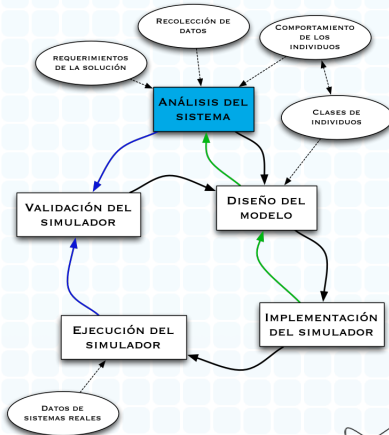 RECOLECCIÓN DE
DATOS
COMPORTAMIENTO
DE LOS
INDIVIDUOS
REQUERIMIENTOS
DE LA SOLUCIÓN
ANÁLISIS DEL
SISTEMA
CLASES DE
INDIVIDUOS
VALIDACIÓN DEL
SIMULADOR
DISEÑO DEL
MODELO
EJECUCIÓN DEL
SIMULADOR
IMPLEMENTACIÓN
DEL SIMULADOR
DATOS DE
SISTEMAS REALES